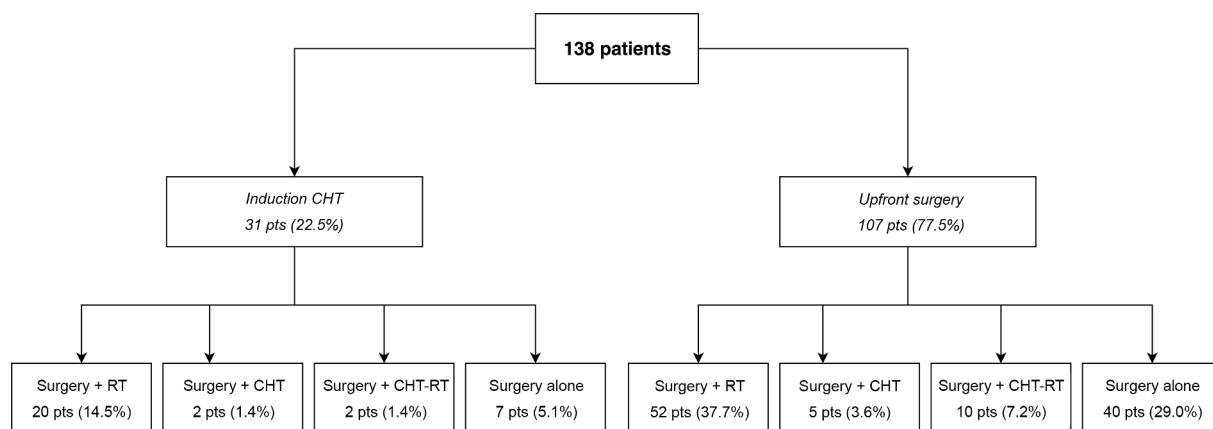 138 patients
Induction CHT
31 pts (22.5%)
Upfront surgery
107 pts (77.5%)
Surgery + RT
20 pts (14.5%)
Surgery + CHT
2 pts (1.4%)
Surgery + CHT-RT
2 pts (1.4%)
Surgery alone
7 pts (5.1%)
Surgery + RT
52 pts (37.7%)
Surgery + CHT
5 pts (3.6%)
Surgery + CHT-RT
10 pts (7.2%)
Surgery alone
40 pts (29.0%)